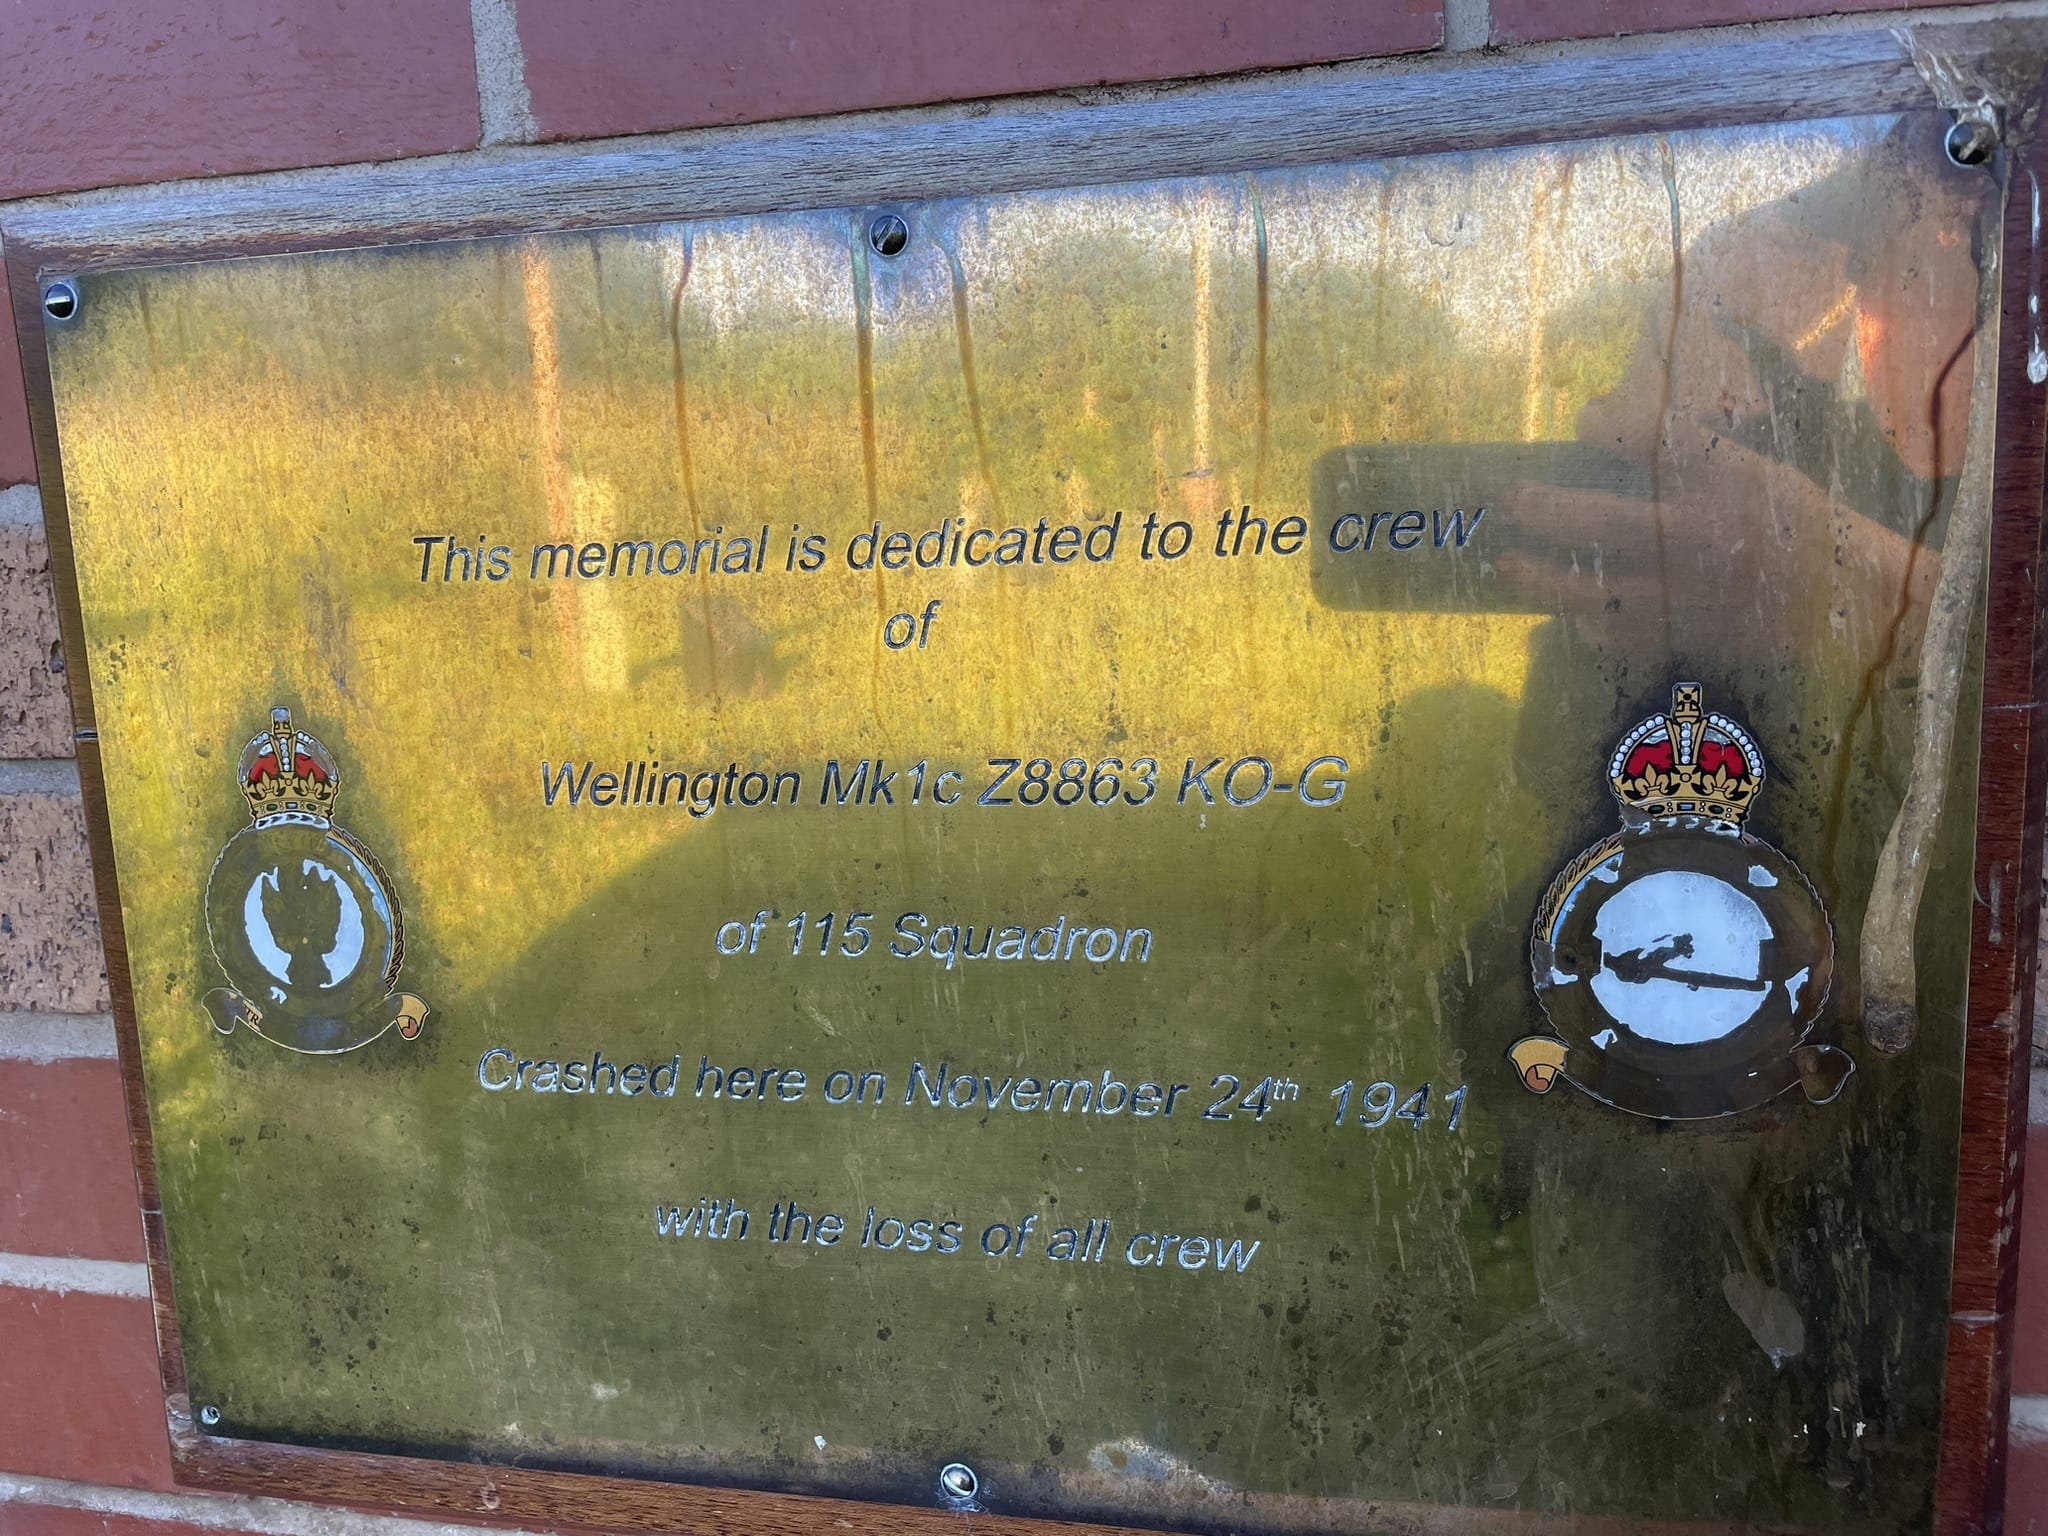 This memorial is dedicated to the crew
of
Wellington Mk1c Z8863 KO-G
of 115 Squadron
Crashed here on November 24th 1941
with the loss of all crew